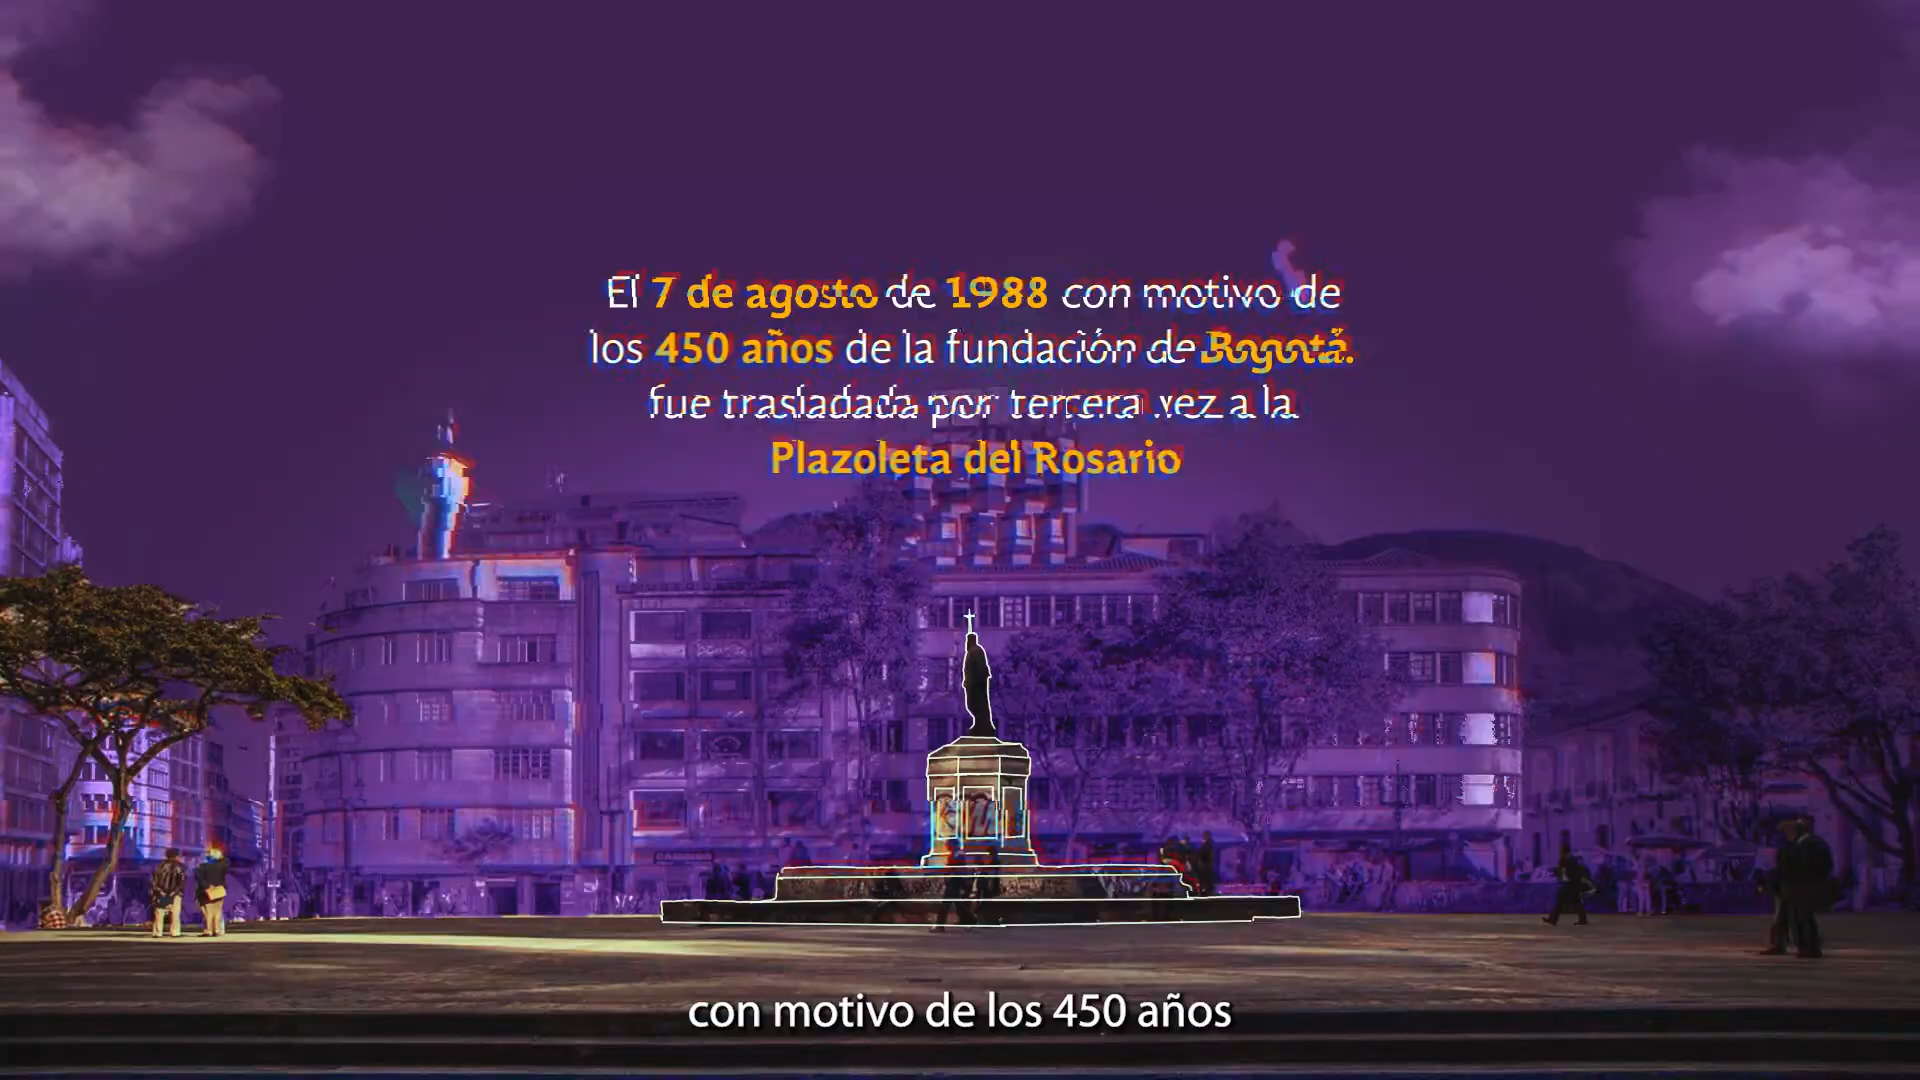 El 7 de agosto de 1988 con motivo de
los 450 años de la fundación de Bogotá.
fue trasladada por tercera vez a la
Plazoleta del Rosario
con motivo de los 450 años